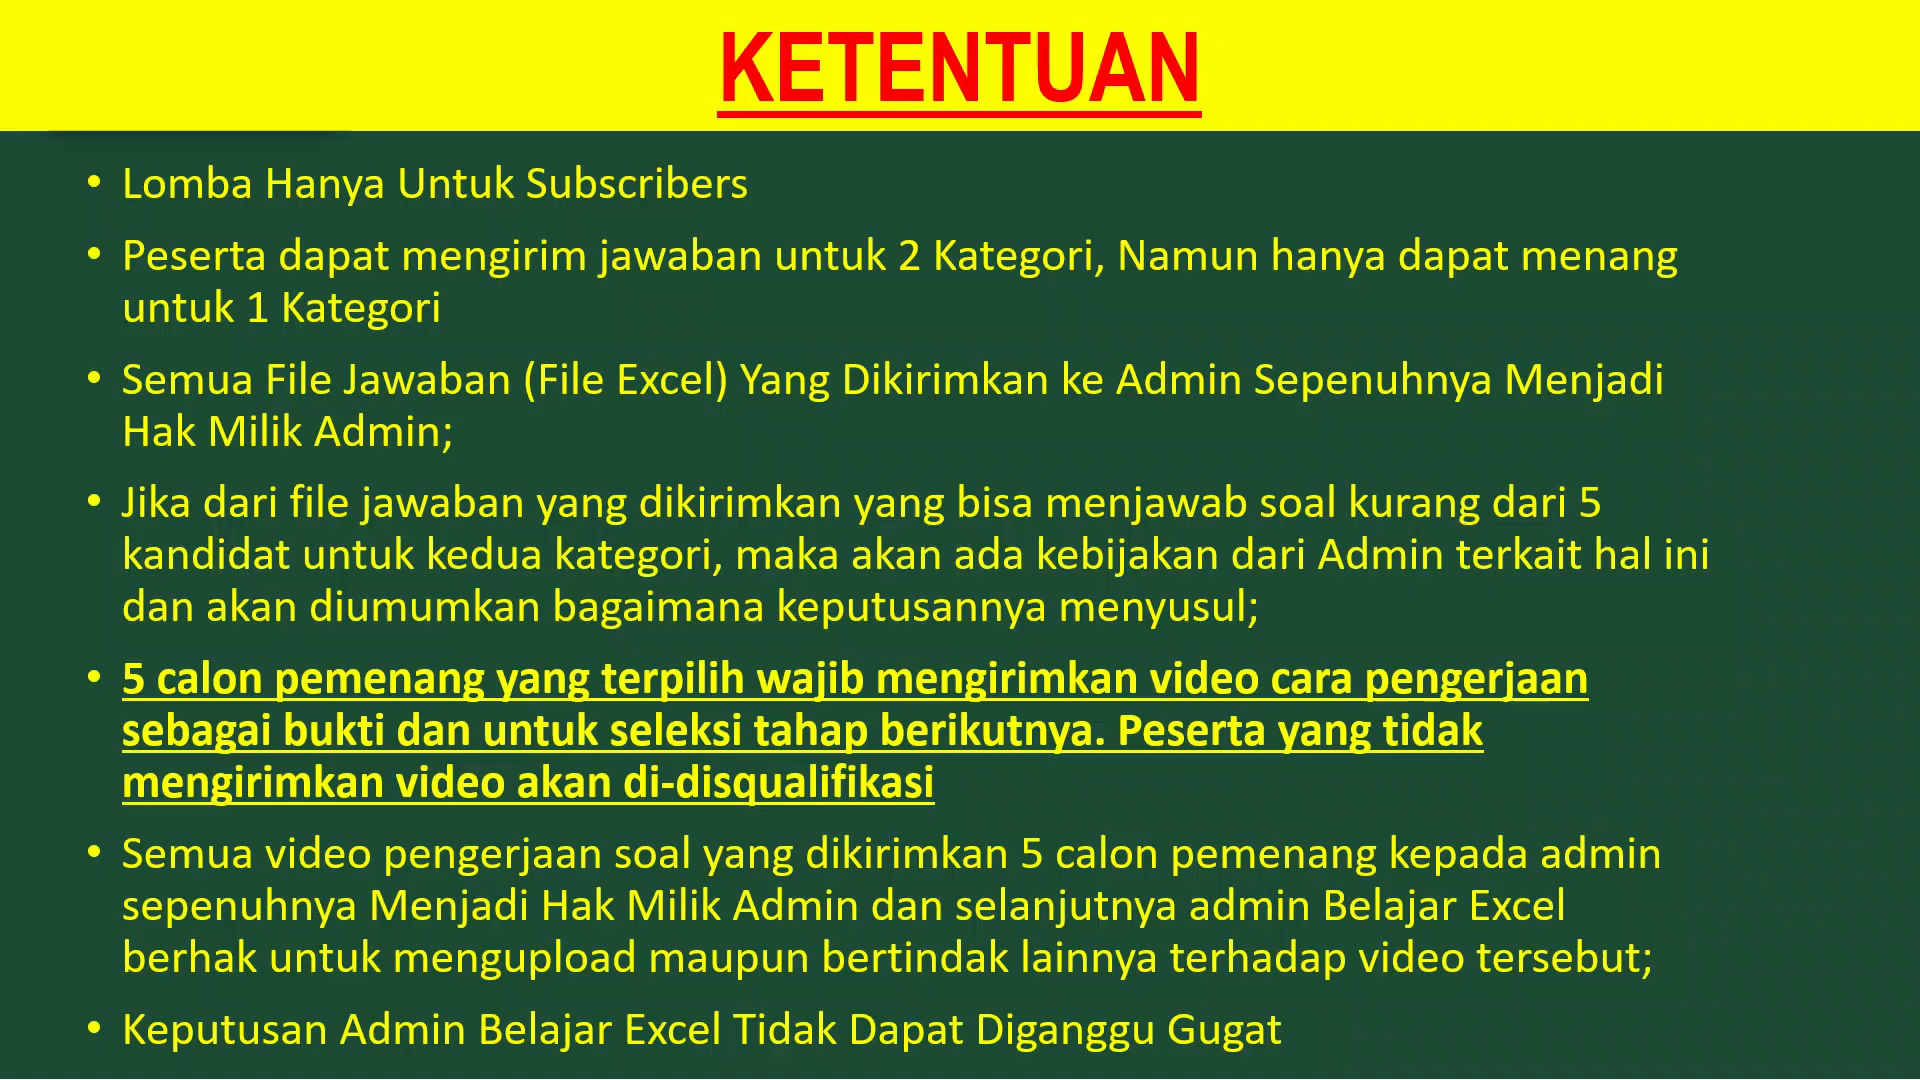 KETENTUAN
• Lomba Hanya Untuk Subscribers
• Peserta dapat mengirim jawaban untuk 2 Kategori, Namun hanya dapat menang
untuk 1 Kategori
• Semua File Jawaban (File Excel) Yang Dikirimkan ke Admin Sepenuhnya Menjadi
Hak Milik Admin;
• Jika dari file jawaban yang dikirimkan yang bisa menjawab soal kurang dari 5
kandidat untuk kedua kategori, maka akan ada kebijakan dari Admin terkait hal ini
dan akan diumumkan bagaimana keputusannya menyusul;
• 5 calon pemenang yang terpilih wajib mengirimkan video cara pengerjaan
sebagai bukti dan untuk seleksi tahap berikutnya. Peserta yang tidak
mengirimkan video akan di-disqualifikasi
• Semua video pengerjaan soal yang dikirimkan 5 calon pemenang kepada admin
sepenuhnya Menjadi Hak Milik Admin dan selanjutnya admin Belajar Excel
berhak untuk mengupload maupun bertindak lainnya terhadap video tersebut;
• Keputusan Admin Belajar Excel Tidak Dapat Diganggu Gugat